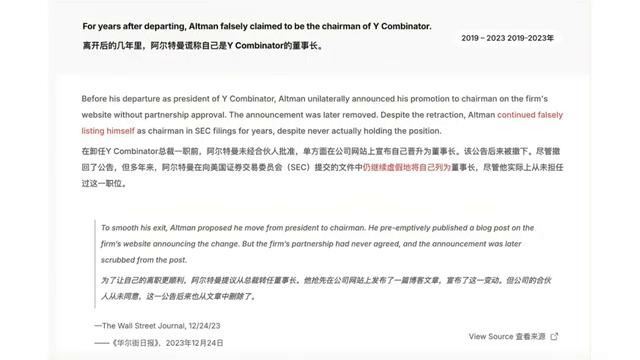 For years after departing, Altman falsely claimed to be the chairman of Y Combinator.
离开后的几年里，阿尔特曼谎称自己是Y Combinator的董事长。
2019 – 2023 2019-2023年
Before his departure as president of Y Combinator, Altman unilaterally announced his promotion to chairman on the firm's
website without partnership approval. The announcement was later removed. Despite the retraction, Altman continued falsely
listing himself as chairman in SEC filings for years, despite never actually holding the position.
在卸任Y Combinator总裁一职前，阿尔特曼未经合伙人批准，单方面在公司网站上宣布自己晋升为董事长。该公告后来被撤下。尽管撤
回了公告，但多年来，阿尔特曼在向美国证券交易委员会（SEC）提交的文件中仍继续虚假地将自己列为董事长，尽管他实际上从未担任
过这一职位。
To smooth his exit, Altman proposed he move from president to chairman. He pre-emptively published a blog post on the
firm's website announcing the change. But the firm's partnership had never agreed, and the announcement was later
scrubbed from the post.
为了让自己的离职更顺利，阿尔特曼提议从总裁转任董事长。他抢先在公司网站上发布了一篇博客文章，宣布了这一变动。但公司的合伙
人从未同意，这一公告后来也从文章中删除了。
—The Wall Street Journal, 12/24/23
——《华尔街日报》，2023年12月24日
View Source 查看来源